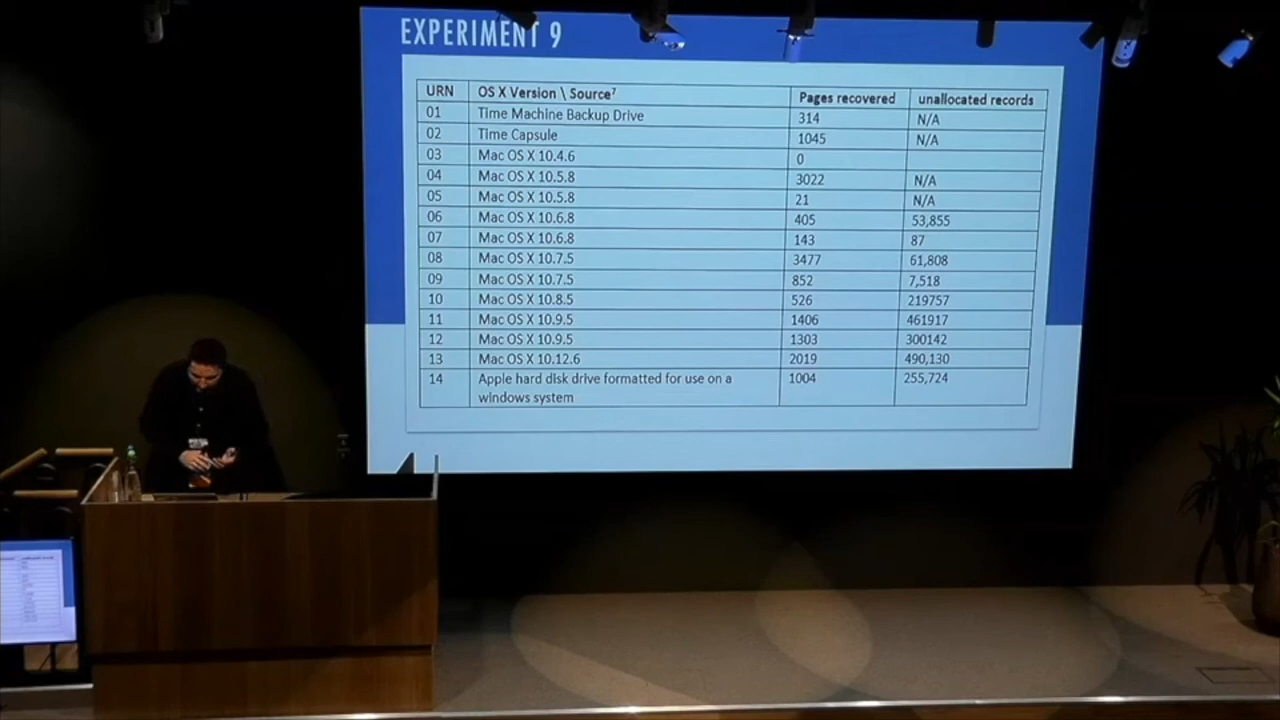 EXPERIMENT 9
URN OS X Version \ Source⁷ Pages recovered unallocated records
01 Time Machine Backup Drive 314 N/A
02 Time Capsule 1045 N/A
03 Mac OS X 10.4.6 0
04 Mac OS X 10.5.8 3022 N/A
05 Mac OS X 10.5.8 21 N/A
06 Mac OS X 10.6.8 405 53,855
07 Mac OS X 10.6.8 143 87
08 Mac OS X 10.7.5 3477 61,808
09 Mac OS X 10.7.5 852 7,518
10 Mac OS X 10.8.5 526 219757
11 Mac OS X 10.9.5 1406 461917
12 Mac OS X 10.9.5 1303 300142
13 Mac OS X 10.12.6 2019 490,130
14 Apple hard disk drive formatted for use on a 1004 255,724
windows system